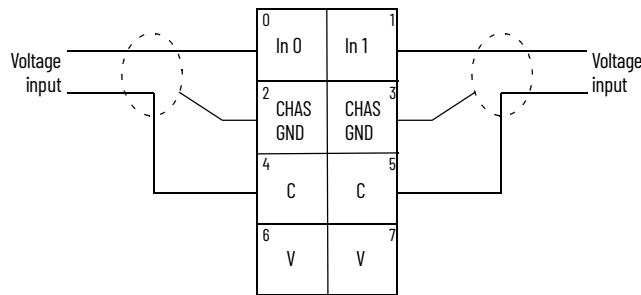 0
1
In 0
In 1
Voltage
input
Voltage
input
2
3
CHAS
GND
CHAS
GND
4
5
C
C
6
7
V
V